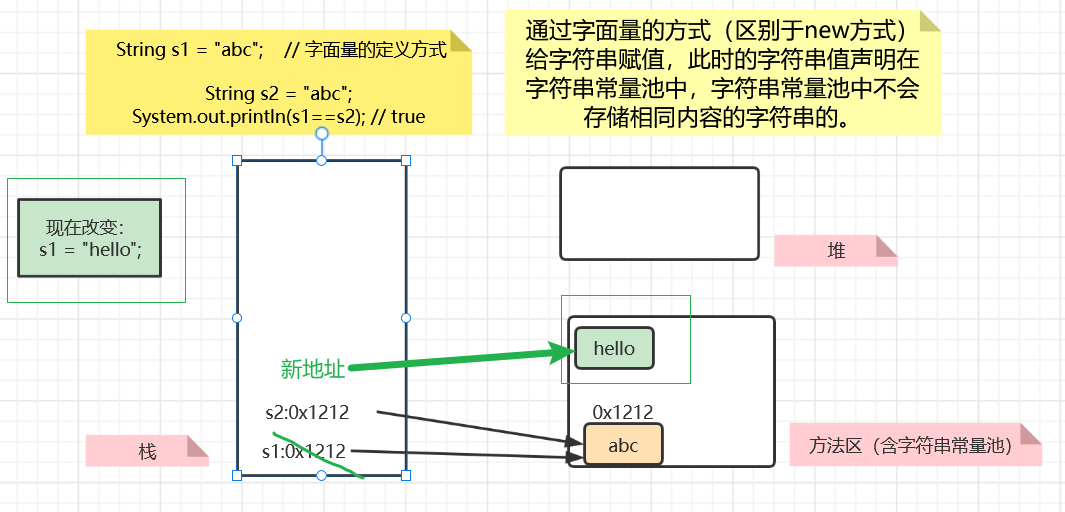 String s1 = "abc";    // 字面量的定义方式
String s2 = "abc";
System.out.println(s1==s2); // true
通过字面量的方式（区别于new方式）
给字符串赋值，此时的字符串值声明在
字符串常量池中，字符串常量池中不会
存储相同内容的字符串的。
现在改变：
s1 = "hello";
堆
hello
新地址
s2:0x1212
0x1212
s1:0x1212
abc
栈
方法区（含字符串常量池）